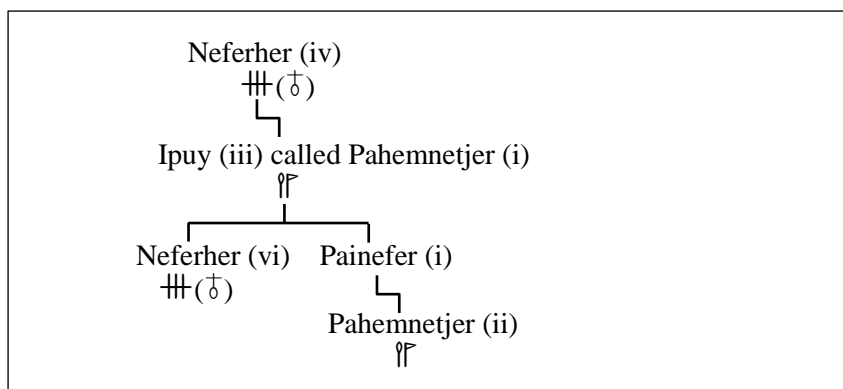 Neferher (iv)
Ipuy (iii) called Pahemnetjer (i)
Neferher (vi) Painefer (i)
Pahemnetjer (ii)